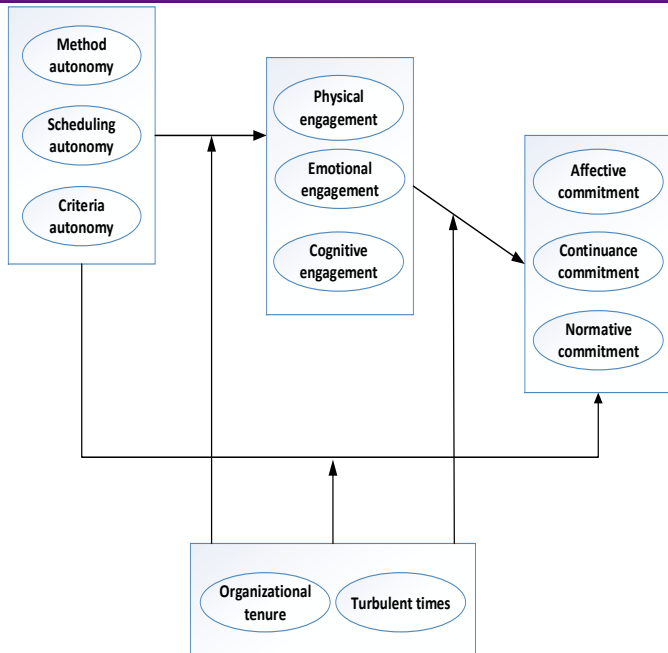 Method
autonomy
Scheduling
autonomy
Criteria
autonomy
Physical
engagement
Emotional
engagement
Cognitive
engagement
Affective
commitment
Continuance
commitment
Normative
commitment
Organizational
tenure
Turbulent times